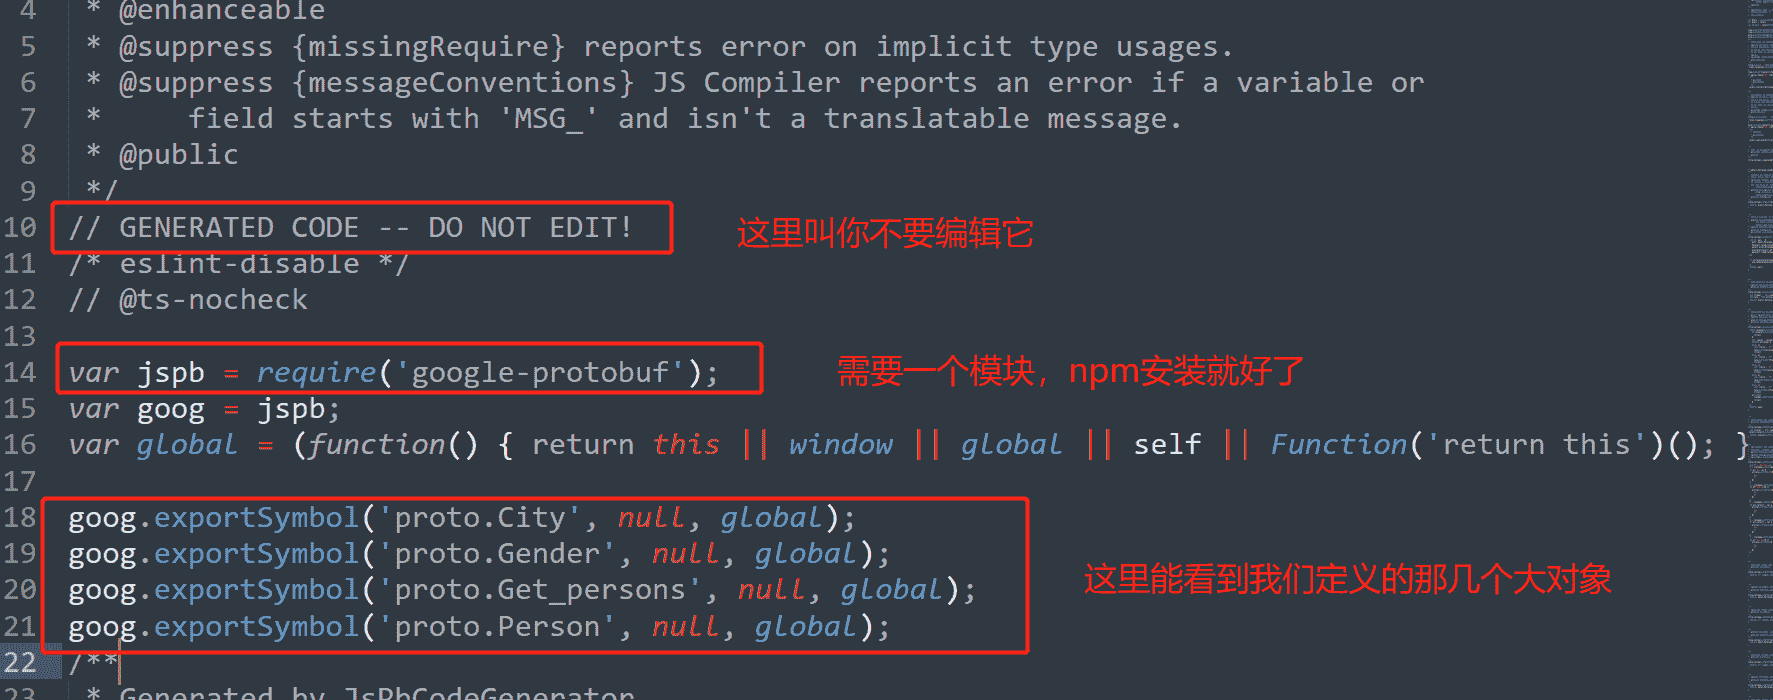 4 * @enhanceable
5 * @suppress {missingRequire} reports error on implicit type usages.
6 * @suppress {messageConventions} JS Compiler reports an error if a variable or
7 *     field starts with 'MSG_' and isn't a translatable message.
8 * @public
9 */
10 // GENERATED CODE -- DO NOT EDIT! 这里叫你不要编辑它
11 /* eslint-disable */
12 // @ts-nocheck
13
14 var jspb = require('google-protobuf'); 需要一个模块，npm安装就好了
15 var goog = jspb;
16 var global = (function() { return this || window || global || self || Function('return this')(); }
17
18 goog.exportSymbol('proto.City', null, global);
19 goog.exportSymbol('proto.Gender', null, global);
20 goog.exportSymbol('proto.Get_persons', null, global); 这里能看到我们定义的那几个大对象
21 goog.exportSymbol('proto.Person', null, global);
22 /**
23 * Generated by JsPbCodeGenerator